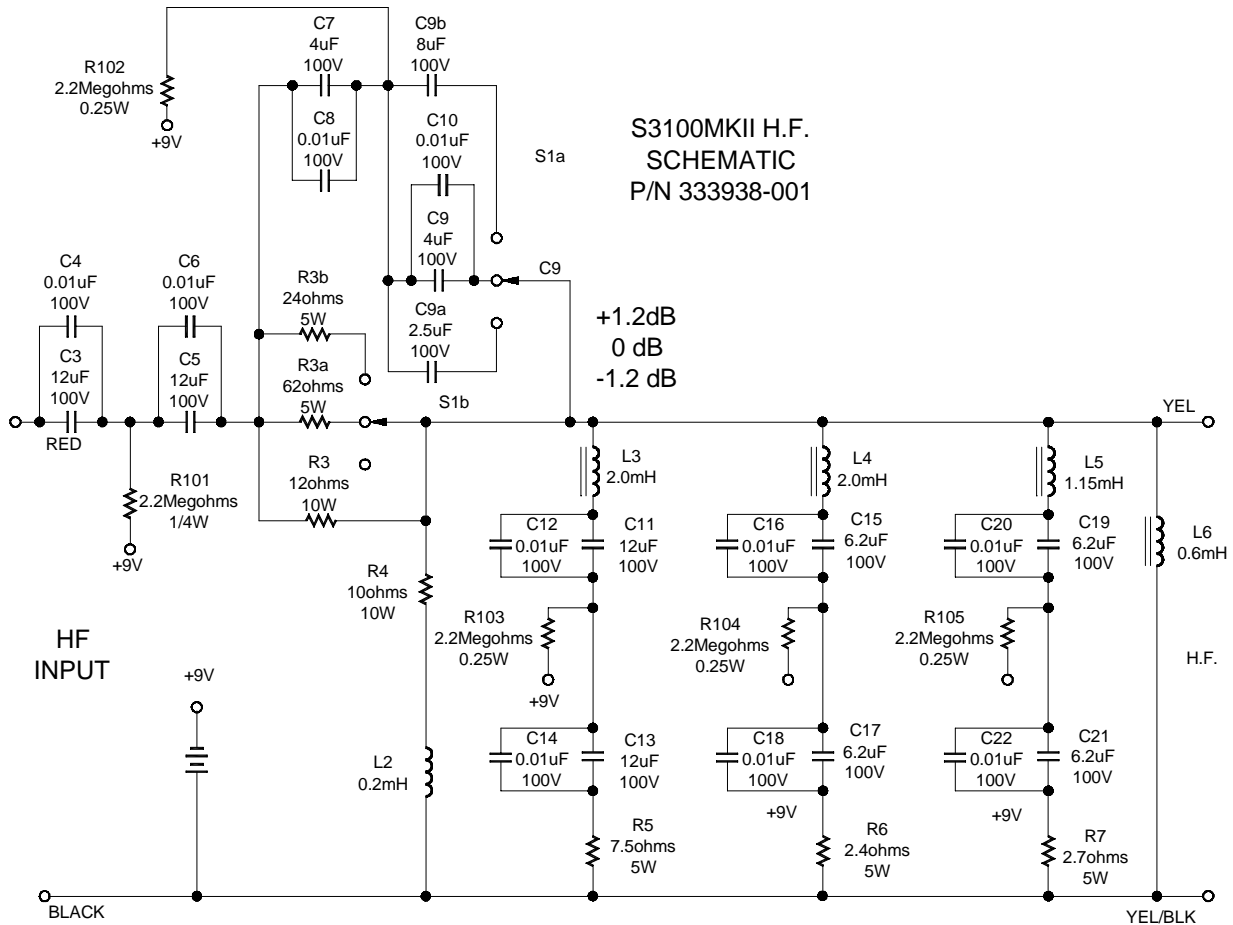 C7
4uF
100V
C9b
8uF
100V
R102
2.2Megohms
0.25W
+9V
C8
0.01uF
100V
C10
0.01uF
100V
S1a
S3100MKII H.F.
SCHEMATIC
P/N 333938-001
C9
4uF
100V
C9
C4
0.01uF
100V
C6
0.01uF
100V
R3b
24ohms
5W
C9a
2.5uF
100V
+1.2dB
0 dB
-1.2 dB
C3
12uF
100V
C5
12uF
100V
R3a
62ohms
5W
S1b
YEL
RED
R101
2.2Megohms
1/4W
+9V
R3
12ohms
10W
L3
2.0mH
L4
2.0mH
L5
1.15mH
L6
0.6mH
C12
0.01uF
100V
C11
12uF
100V
C16
0.01uF
100V
C15
6.2uF
100V
C20
0.01uF
100V
C19
6.2uF
100V
R4
10ohms
10W
R103
2.2Megohms
0.25W
+9V
R104
2.2Megohms
0.25W
R105
2.2Megohms
0.25W
H.F.
HF
INPUT
+9V
L2
0.2mH
C14
0.01uF
100V
C13
12uF
100V
C18
0.01uF
100V
C17
6.2uF
100V
+9V
C22
0.01uF
100V
C21
6.2uF
100V
+9V
R5
7.5ohms
5W
R6
2.4ohms
5W
R7
2.7ohms
5W
BLACK
YEL/BLK